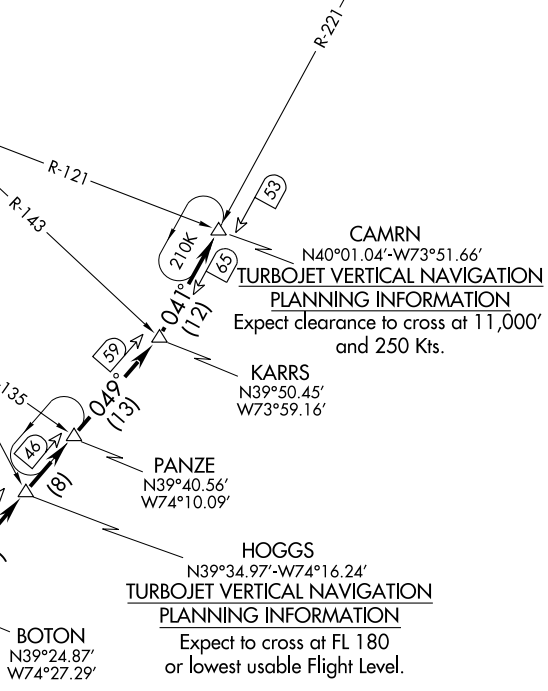 R-221
R-121
53
R-143
210K
CAMRN
N40°01.04'-W73°51.66'
TURBOJET VERTICAL NAVIGATION
PLANNING INFORMATION
Expect clearance to cross at 11,000'
and 250 Kts.
65
041°
(12)
59
KARRS
N39°50.45'
W73°59.16'
049°
(13)
-135
46
PANZE
N39°40.56'
W74°10.09'
(8)
HOGGS
N39°34.97'-W74°16.24'
TURBOJET VERTICAL NAVIGATION
PLANNING INFORMATION
Expect to cross at FL 180
or lowest usable Flight Level.
)
BOTON
N39°24.87'
W74°27.29'